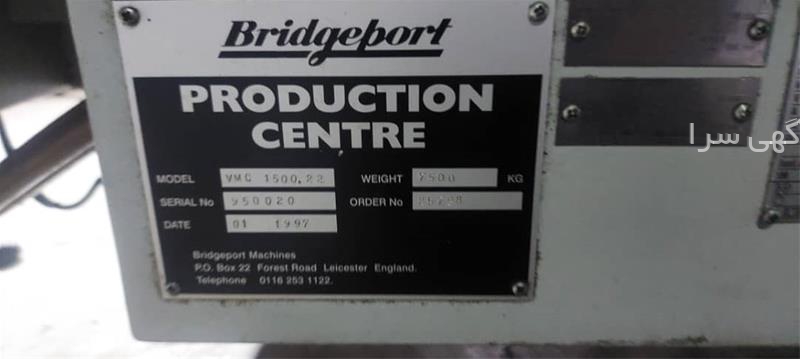 Bridgeport
PRODUCTION
CENTRE
MODEL VMC 1500.22 WEIGHT 7500 KG
SERIAL No 950020 ORDER No
DATE 01 1997
Bridgeport Machines
P.O. Box 22 Forest Road Leicester England.
Telephone 0116 253 1122.
گهی سرا